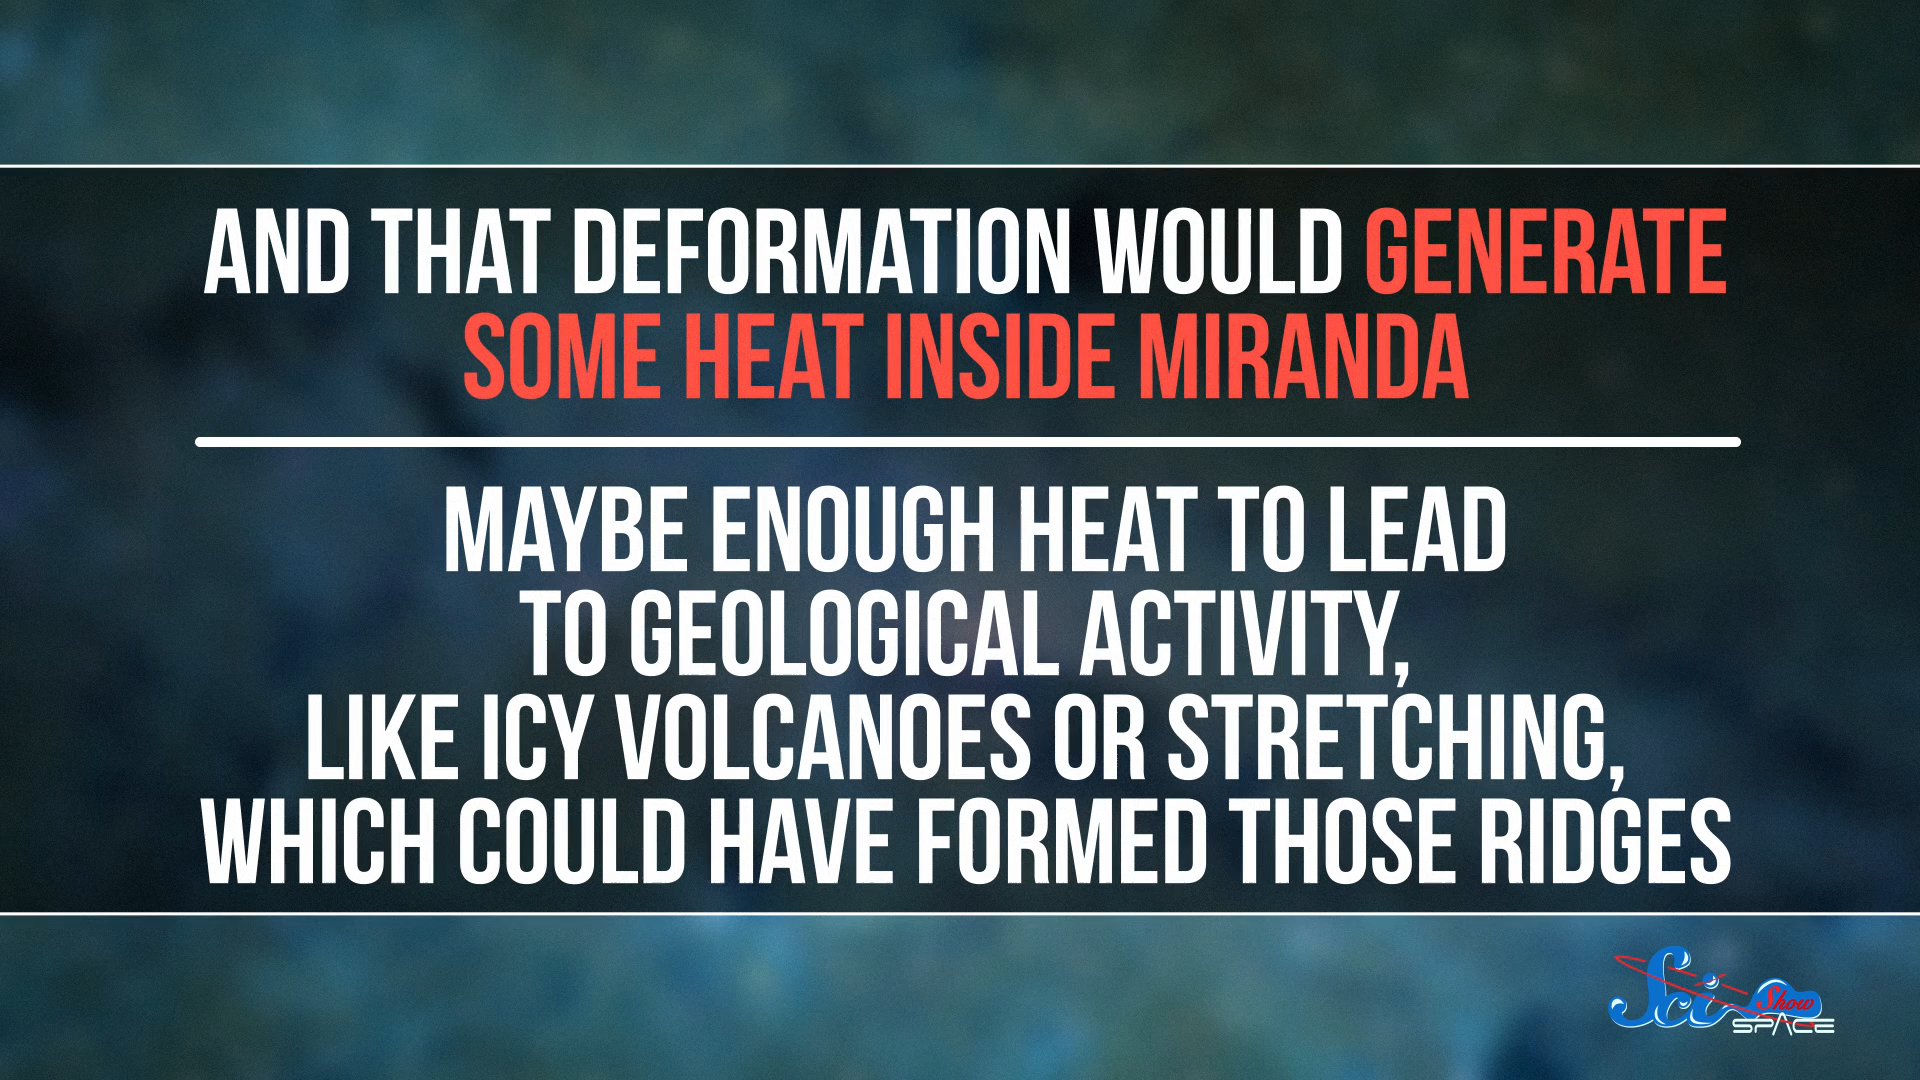 AND THAT DEFORMATION WOULD GENERATE
SOME HEAT INSIDE MIRANDA
MAYBE ENOUGH HEAT TO LEAD
TO GEOLOGICAL ACTIVITY,
LIKE ICY VOLCANOES OR STRETCHING,
WHICH COULD HAVE FORMED THOSE RIDGES
Sci Show
SPACE